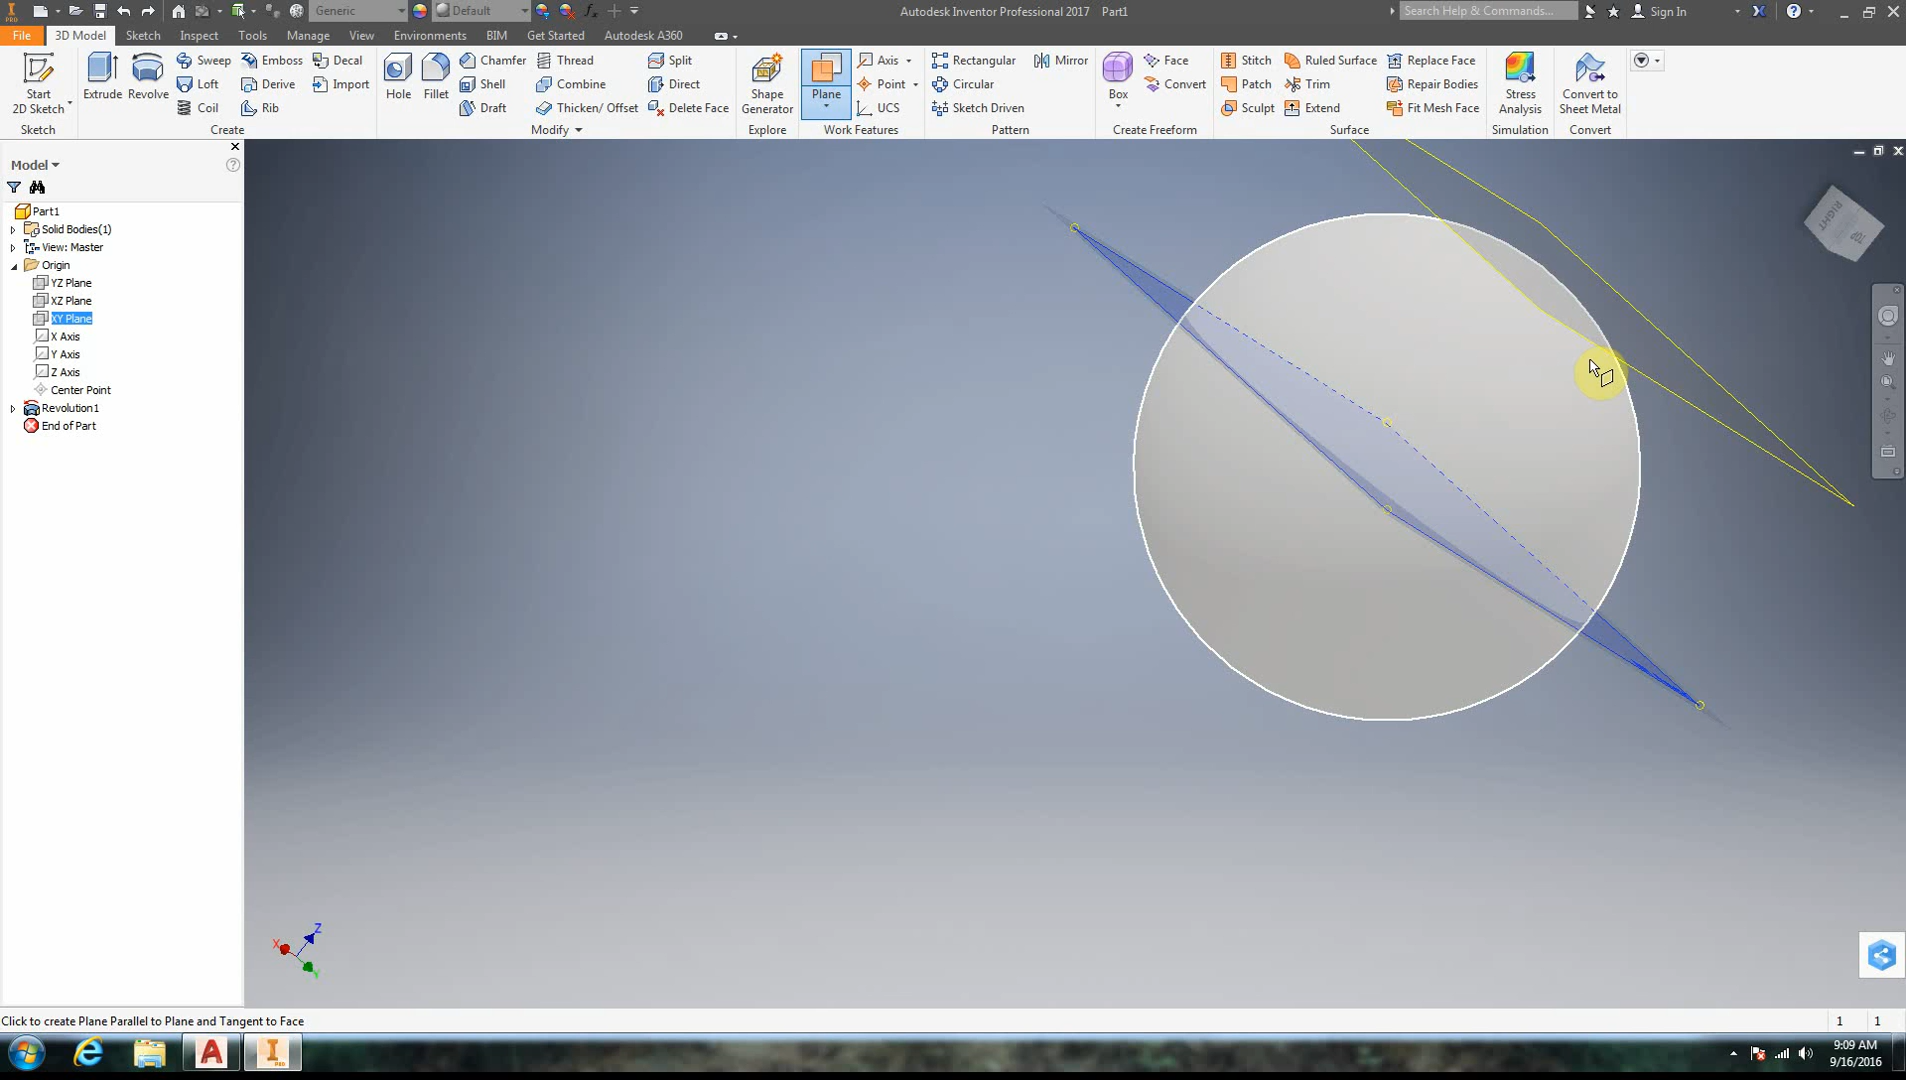 Generic
Default
Autodesk Inventor Professional 2017 Part1
Search Help & Commands...
Sign In
File
3D Model
Sketch
Inspect
Tools
Manage
View
Environments
BIM
Get Started
Autodesk A360
Start
2D Sketch
Sketch
Extrude
Revolve
Sweep
Loft
Coil
Emboss
Derive
Rib
Decal
Import
Create
Hole
Fillet
Chamfer
Shell
Draft
Thread
Combine
Thicken/ Offset
Split
Direct
Delete Face
Modify
Shape
Generator
Explore
Plane
Axis
Point
UCS
Work Features
Rectangular
Circular
Sketch Driven
Mirror
Pattern
Box
Face
Convert
Create Freeform
Stitch
Patch
Sculpt
Ruled Surface
Trim
Extend
Replace Face
Repair Bodies
Fit Mesh Face
Surface
Stress
Analysis
Simulation
Convert to
Sheet Metal
Convert
Model
Part1
Solid Bodies(1)
View: Master
Origin
YZ Plane
XZ Plane
XY Plane
X Axis
Y Axis
Z Axis
Center Point
Revolution1
End of Part
RIGHT
TOP
Z
X
Y
Click to create Plane Parallel to Plane and Tangent to Face
1 1
9:09 AM
9/16/2016